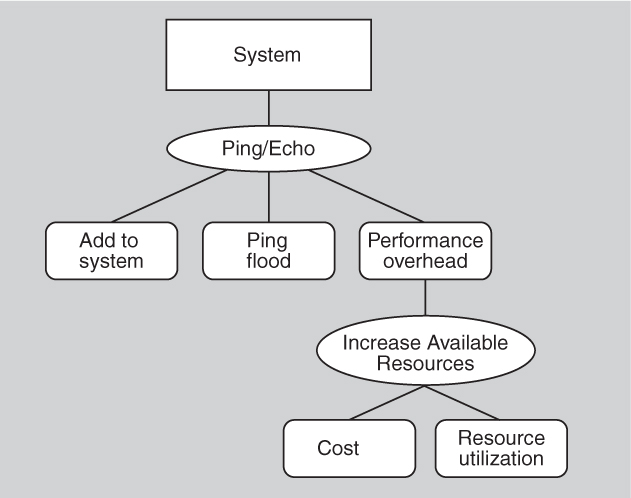 System
Ping/Echo
Add to
system
Ping
flood
Performance
overhead
Increase Available
Resources
Cost
Resource
utilization